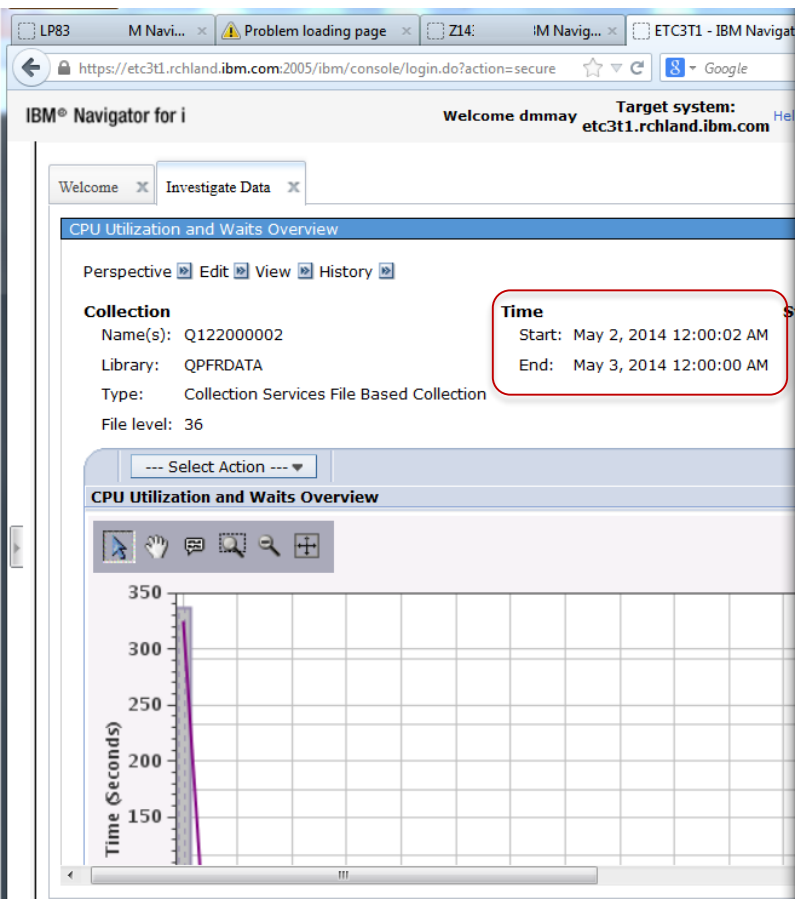 LP83 M Navi... × Problem loading page × Z14: :M Navig... × ETC3T1 - IBM Navigat
https://etc3t1.rchland.ibm.com:2005/ibm/console/login.do?action=secure Google
IBM® Navigator for i Welcome dmmay Target system: Hel
etc3t1.rchland.ibm.com
Welcome X Investigate Data X
CPU Utilization and Waits Overview
Perspective Edit View History
Collection Time S
Name(s): Q122000002 Start: May 2, 2014 12:00:02 AM
Library: QPFRDATA End: May 3, 2014 12:00:00 AM
Type: Collection Services File Based Collection
File level: 36
--- Select Action ---
CPU Utilization and Waits Overview
350
300
250
200
150
Time (Seconds)